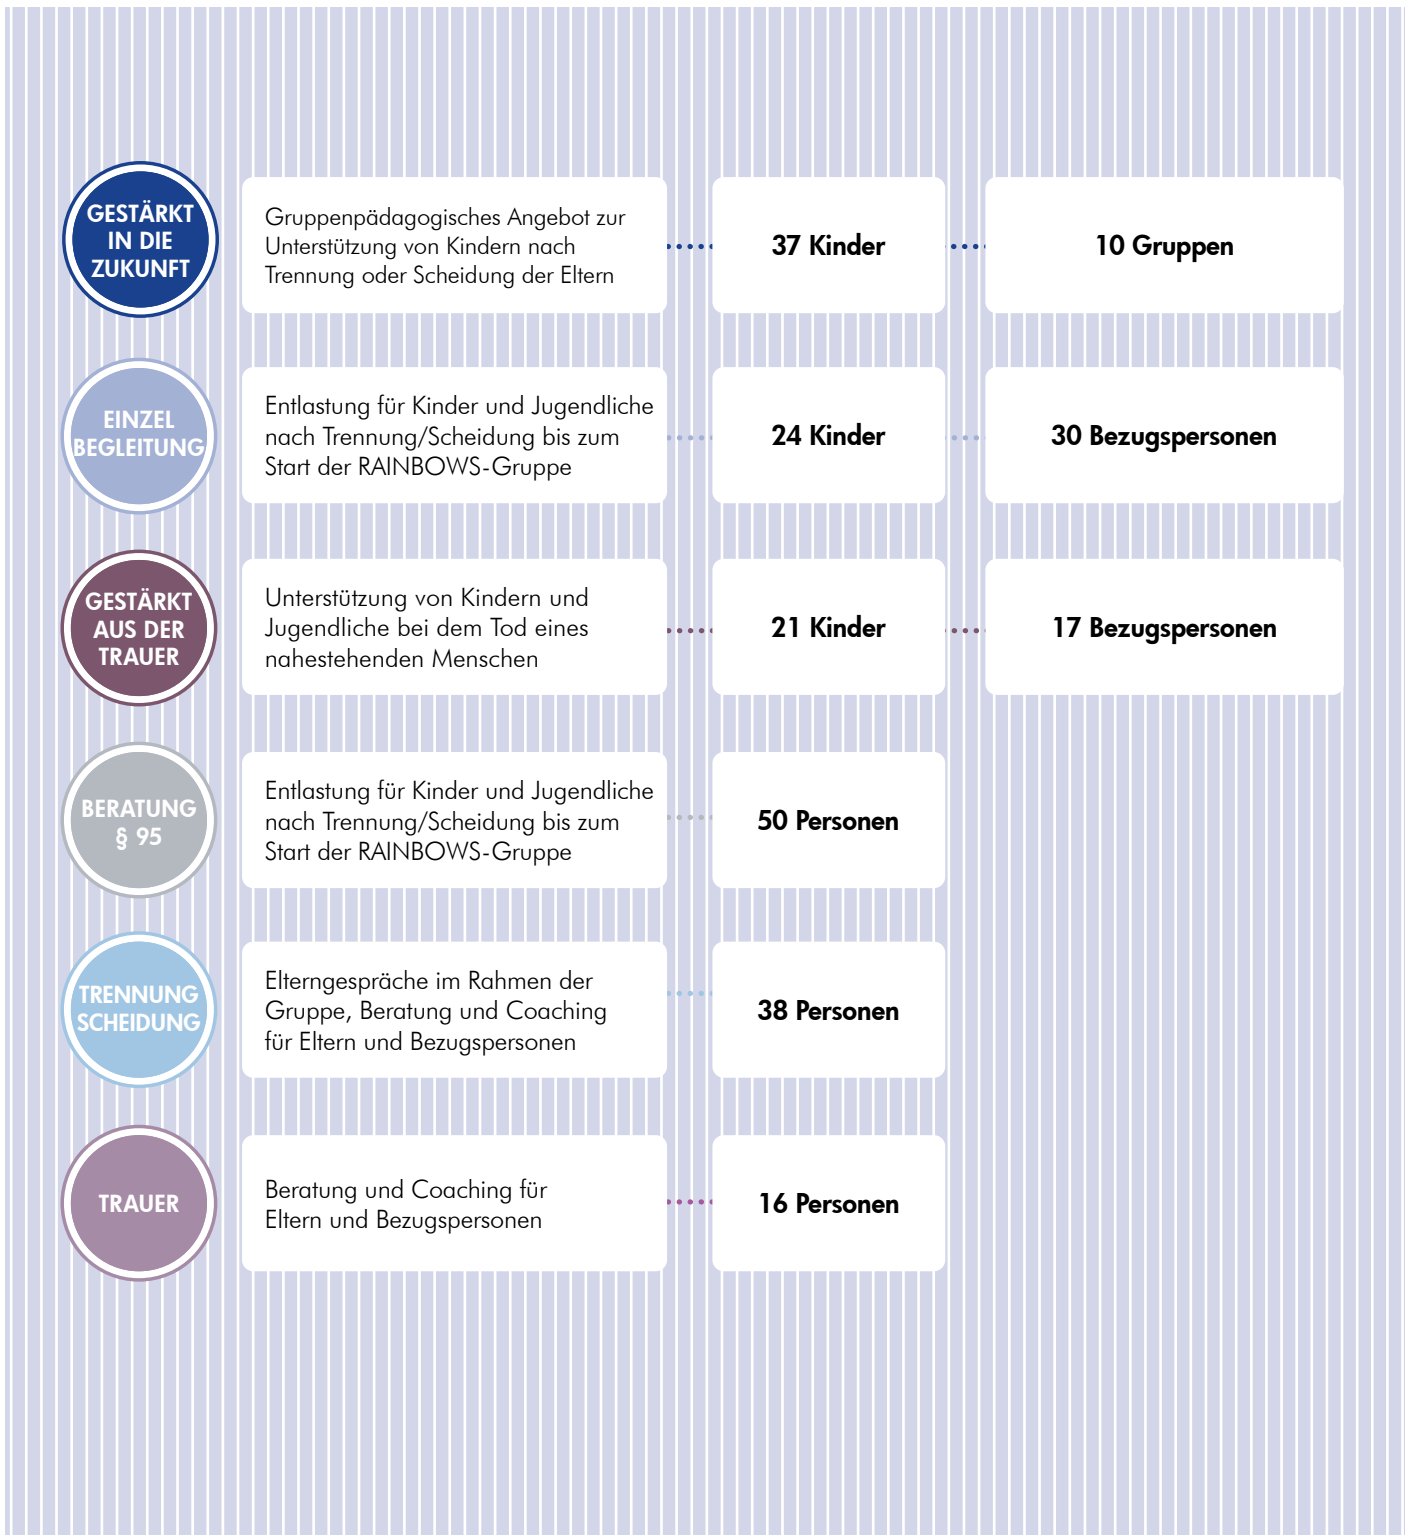 GESTÄRKT
IN DIE
ZUKUNFT
Gruppenpädagogisches Angebot zur
Unterstützung von Kindern nach
Trennung oder Scheidung der Eltern
37 Kinder
10 Gruppen
EINZEL
BEGLEITUNG
Entlastung für Kinder und Jugendliche
nach Trennung/Scheidung bis zum
Start der RAINBOWS-Gruppe
24 Kinder
30 Bezugspersonen
GESTÄRKT
AUS DER
TRAUER
Unterstützung von Kindern und
Jugendliche bei dem Tod eines
nahestehenden Menschen
21 Kinder
17 Bezugspersonen
BERATUNG
§ 95
Entlastung für Kinder und Jugendliche
nach Trennung/Scheidung bis zum
Start der RAINBOWS-Gruppe
50 Personen
TRENNUNG
SCHEIDUNG
Elterngespräche im Rahmen der
Gruppe, Beratung und Coaching
für Eltern und Bezugspersonen
38 Personen
TRAUER
Beratung und Coaching für
Eltern und Bezugspersonen
16 Personen